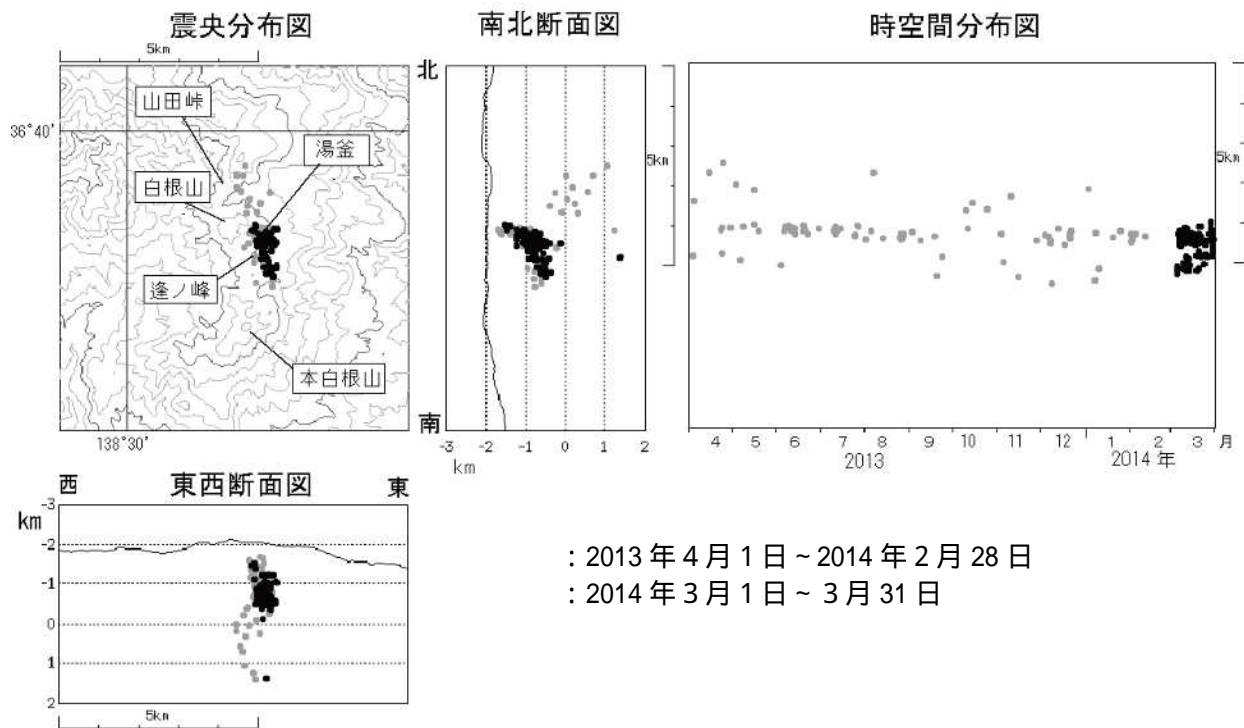 震央分布図
5km
36°40'
山田峠
湯釜
白根山
逢ノ峰
本白根山
138°30'
南北断面図
北
南
-3 -2 -1 0 1 2
km
5km
時空間分布図
5km
4 5 6 7 8 9 10 11 12 1 2 3 月
2013 2014 年
西 東西断面図 東
-3
km
-2
-1
0
1
2
5km
: 2013 年 4 月 1 日 ~ 2014 年 2 月 28 日
: 2014 年 3 月 1 日 ~ 3 月 31 日